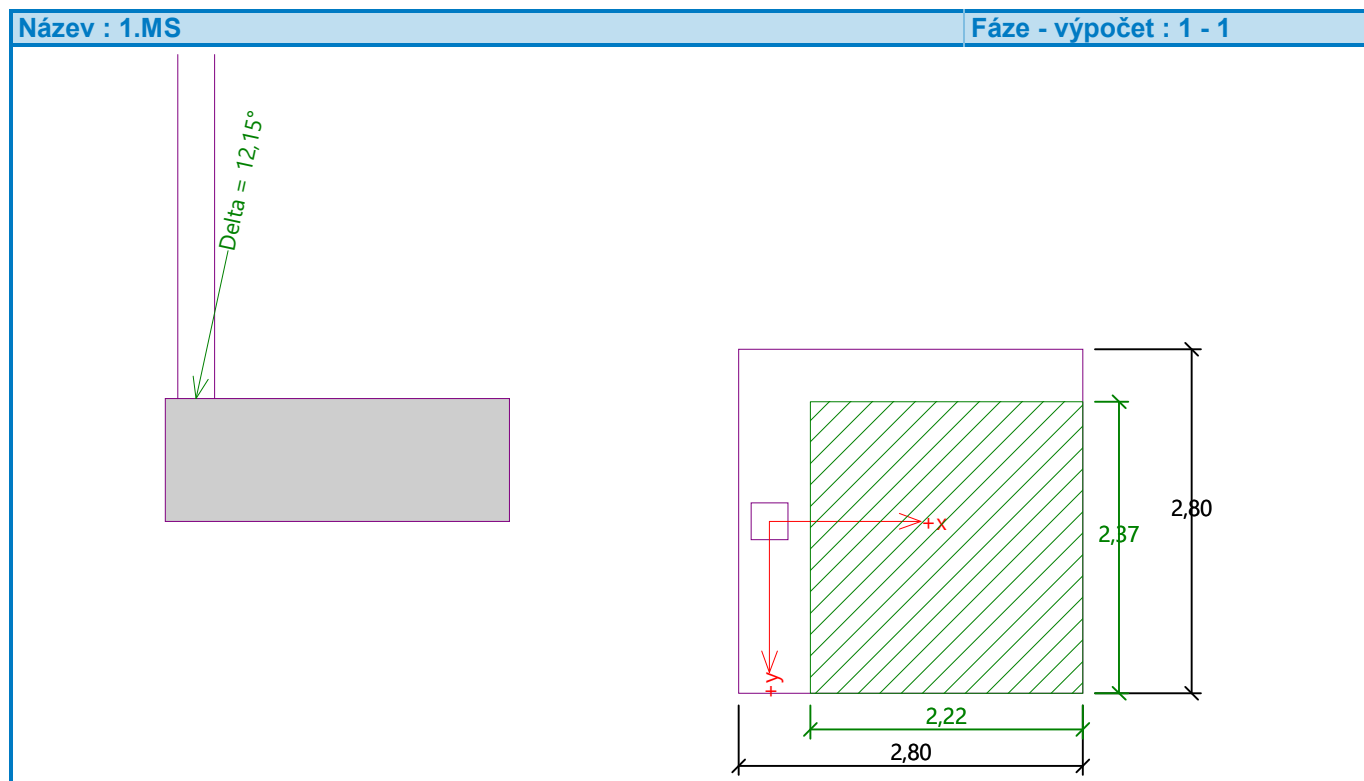 Název : 1.MS
Fáze - výpočet : 1 - 1
Delta = 12,15°
+x
+y
2,37
2,80
2,22
2,80